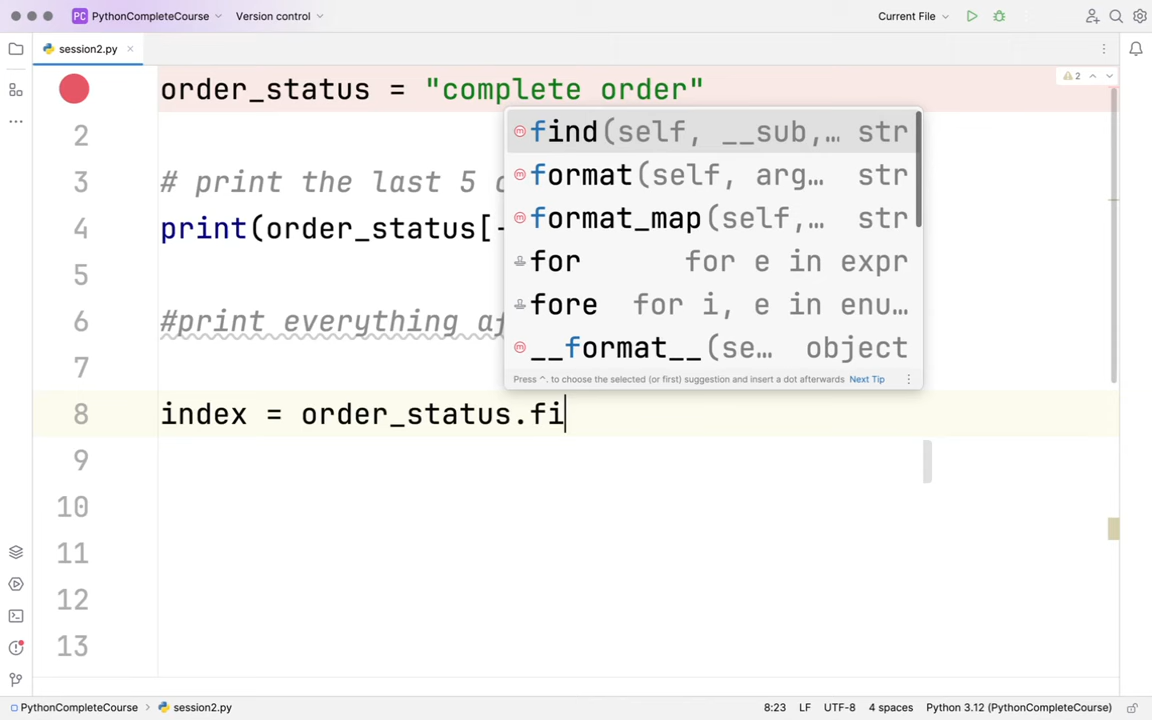 PC PythonCompleteCourse Version control Current File
session2.py
order_status = "complete order" 2
2
3 # print the last 5
4 print(order_status[-
5
6 #print everything
7
8 index = order_status.fi
9
10
11
12
13
find(self, __sub,… str
format(self, arg… str
format_map(self,… str
for for e in expr
fore for i, e in enu…
__format__(se… object
Press ^. to choose the selected (or first) suggestion and insert a dot afterwards Next Tip
PythonCompleteCourse session2.py 8:23 LF UTF-8 4 spaces Python 3.12 (PythonCompleteCourse)